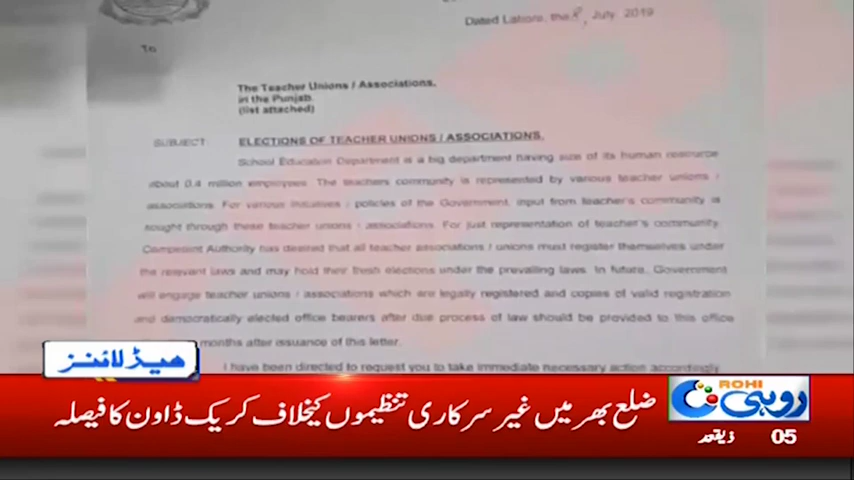 Dated Lahore, the 8, July, 2019
To
The Teacher Unions / Associations,
in the Punjab.
(list attached)
SUBJECT ELECTIONS OF TEACHER UNIONS / ASSOCIATIONS.
School Education Department is a big department having size of its human resource
about 0.4 million employees. The teachers community is represented by various teacher unions /
associations. For various initiatives / policies of the Government, input from teacher's community is
sought through these teacher unions / associations. For just representation of teacher's community,
Competent Authority has desired that all teacher associations / unions must register themselves under
the relevant laws and may hold their fresh elections under the prevailing laws. In future, Government
will engage teacher unions / associations which are legally registered and copies of valid registration
and democratically elected office bearers after due process of law should be provided to this office
months after issuance of this letter.
I have been directed to request you to take immediate necessary action accordingly
ہیڈلائنز
ضلع بھر میں غیر سرکاری تنظیموں کیخلاف کریک ڈاون کا فیصلہ
ROHI
روہی
05 ذیقعد